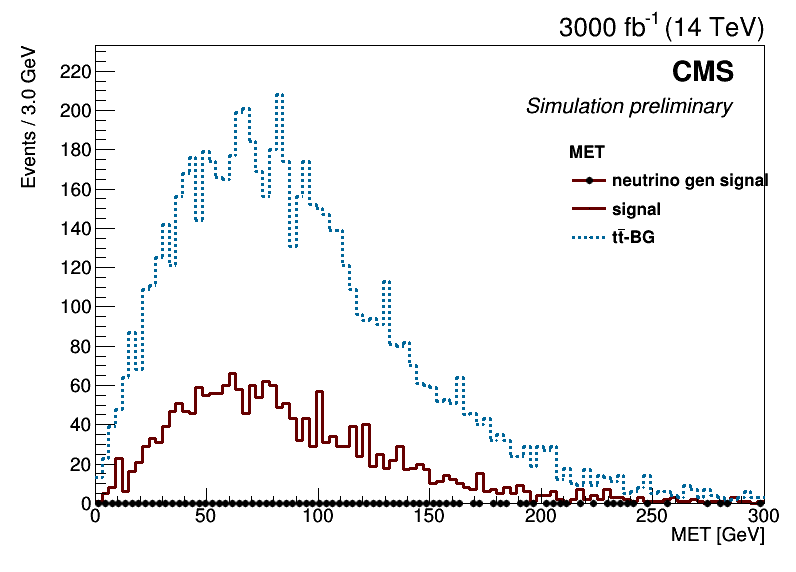 3000 fb⁻¹ (14 TeV)
CMS
Simulation preliminary
Events / 3.0 GeV
MET
neutrino gen signal
signal
tt̄-BG
220
200
180
160
140
120
100
80
60
40
20
0
0 50 100 150 200 250 300
MET [GeV]